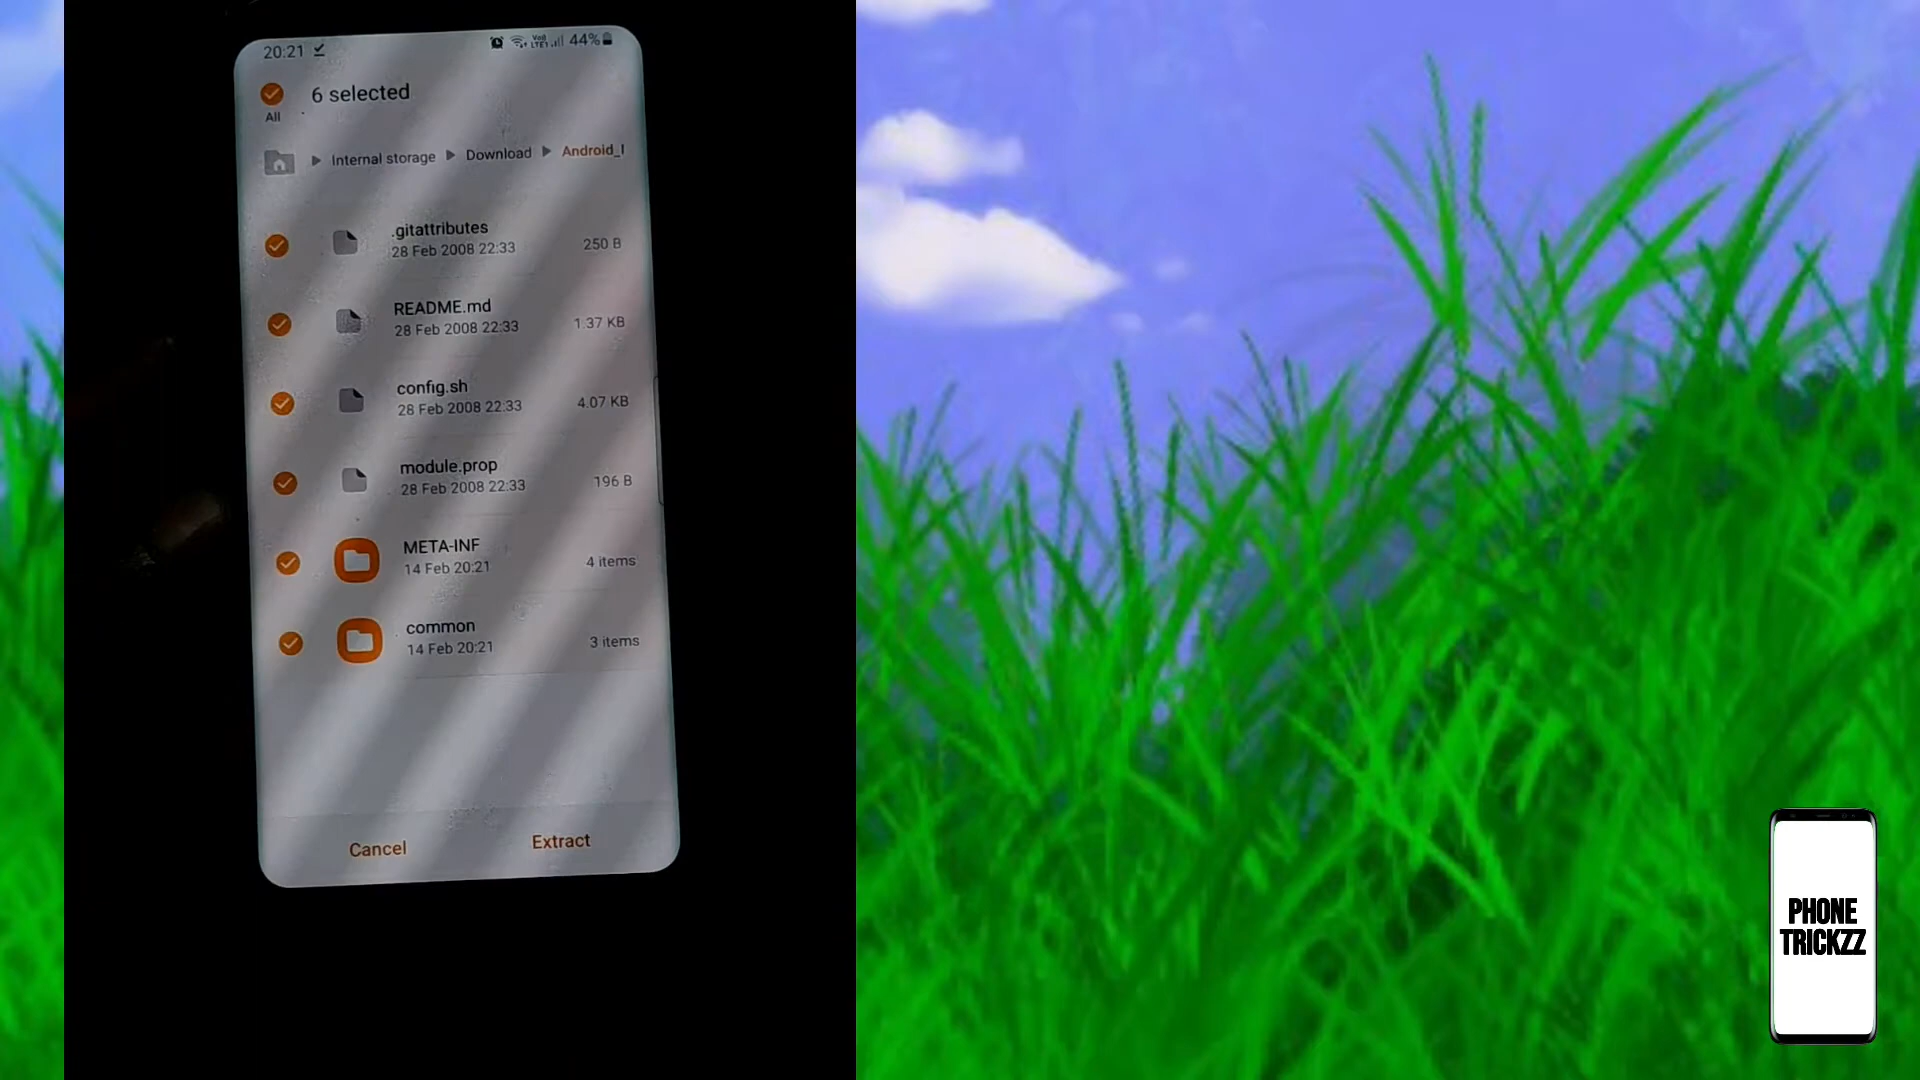 20:21 44%
6 selected
All
Internal storage Download Android_I
.gitattributes
28 Feb 2008 22:33 250 B
README.md
28 Feb 2008 22:33 1.37 KB
config.sh
28 Feb 2008 22:33 4.07 KB
module.prop
28 Feb 2008 22:33 196 B
META-INF
14 Feb 20:21 4 items
common
14 Feb 20:21 3 items
Cancel Extract
PHONE
TRICKZZ